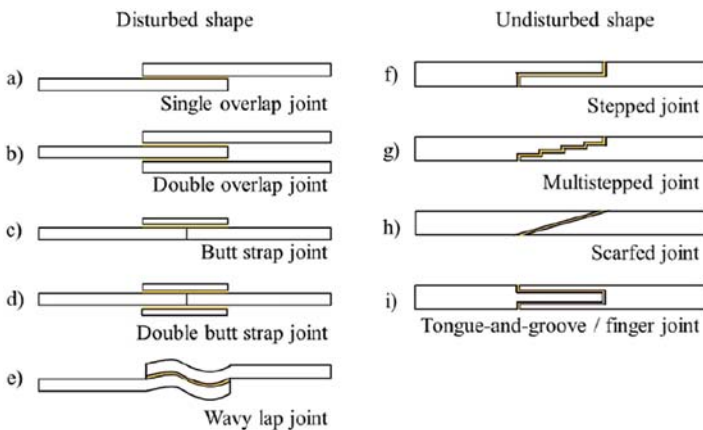 Disturbed shape
a)
Single overlap joint
b)
Double overlap joint
c)
Butt strap joint
d)
Double butt strap joint
e)
Wavy lap joint
Undisturbed shape
f)
Stepped joint
g)
Multistepped joint
h)
Scarfed joint
i)
Tongue-and-groove / finger joint